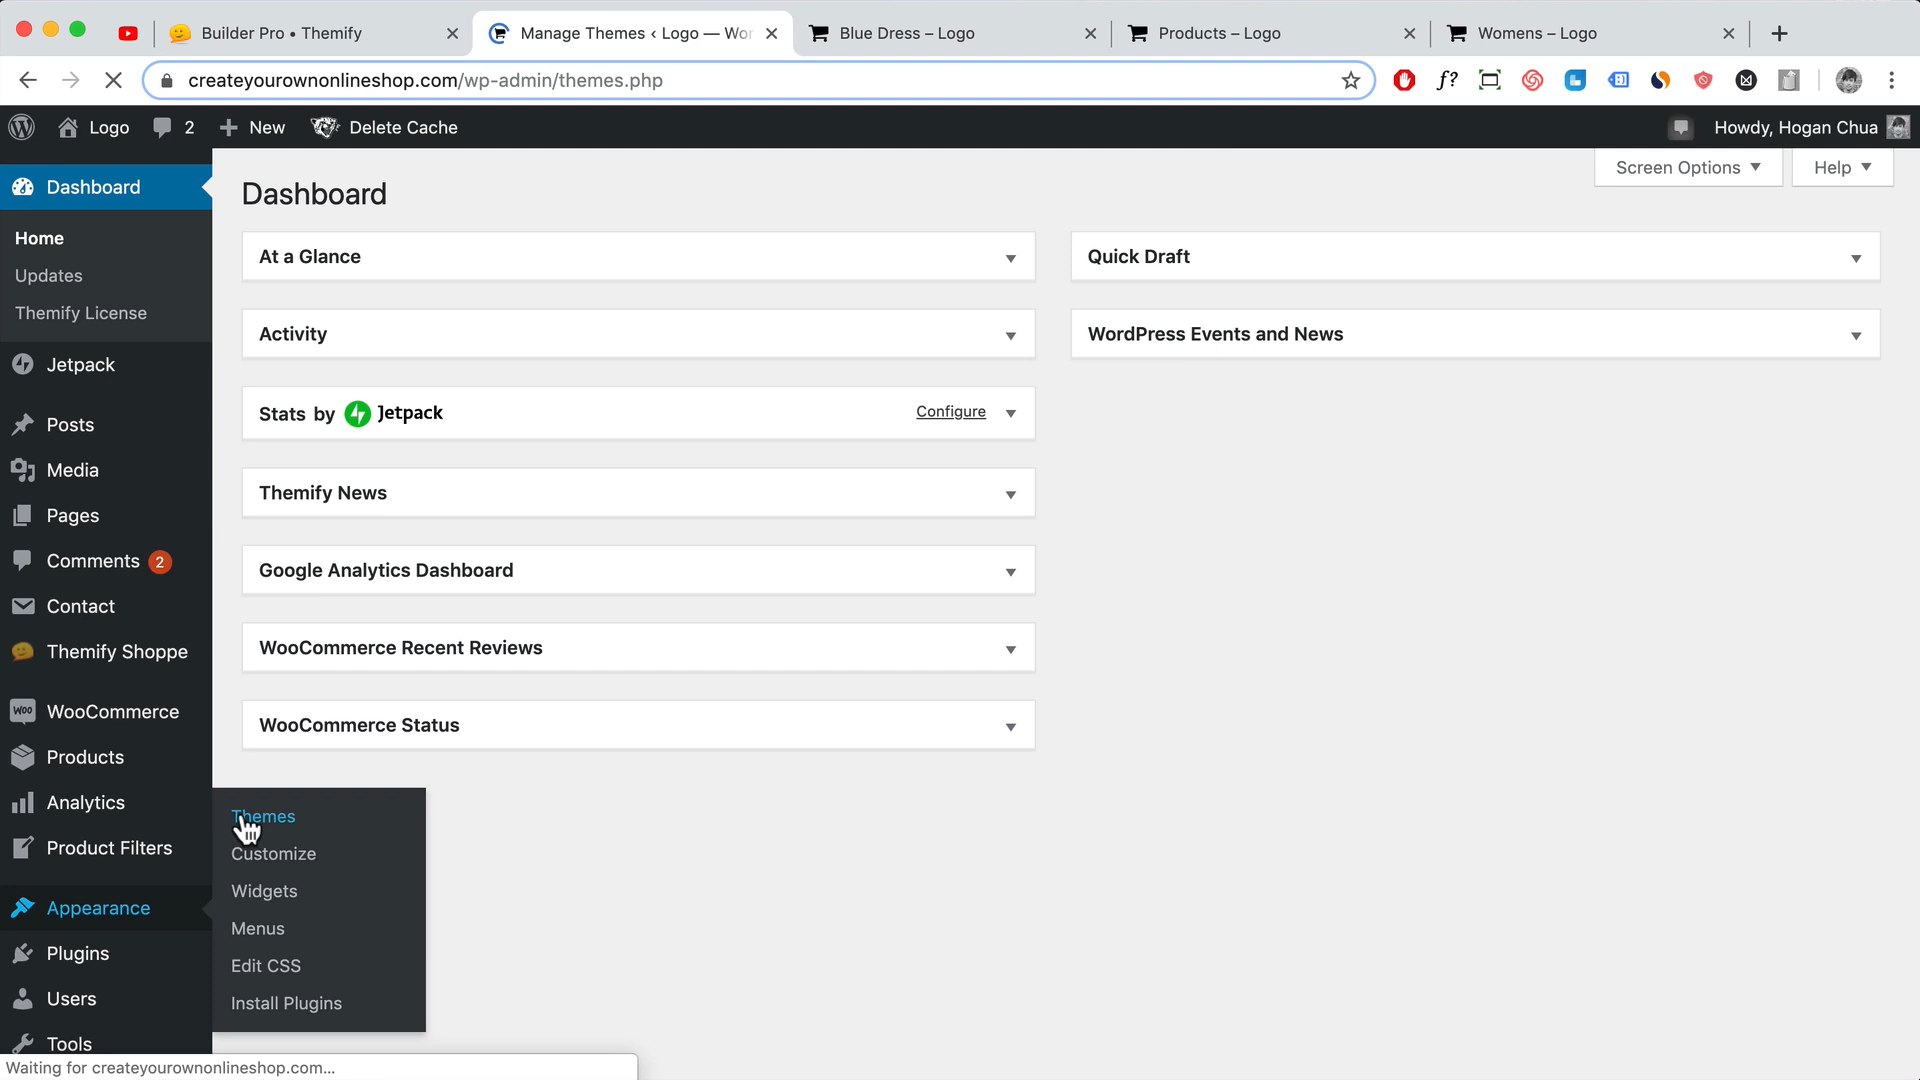 Builder Pro • Themify
Manage Themes ‹ Logo — Wor
Blue Dress – Logo
Products – Logo
Womens – Logo
createyourownonlineshop.com/wp-admin/themes.php
f?
Logo
2
New
Delete Cache
Howdy, Hogan Chua
Screen Options
Help
Dashboard
Home
Updates
Themify License
Jetpack
Posts
Media
Pages
Comments 2
Contact
Themify Shoppe
Woo WooCommerce
Products
Analytics
Product Filters
Appearance
Plugins
Users
Tools
Themes
Customize
Widgets
Menus
Edit CSS
Install Plugins
Dashboard
At a Glance
Activity
Stats by Jetpack
Configure
Themify News
Google Analytics Dashboard
WooCommerce Recent Reviews
WooCommerce Status
Quick Draft
WordPress Events and News
Waiting for createyourownonlineshop.com...